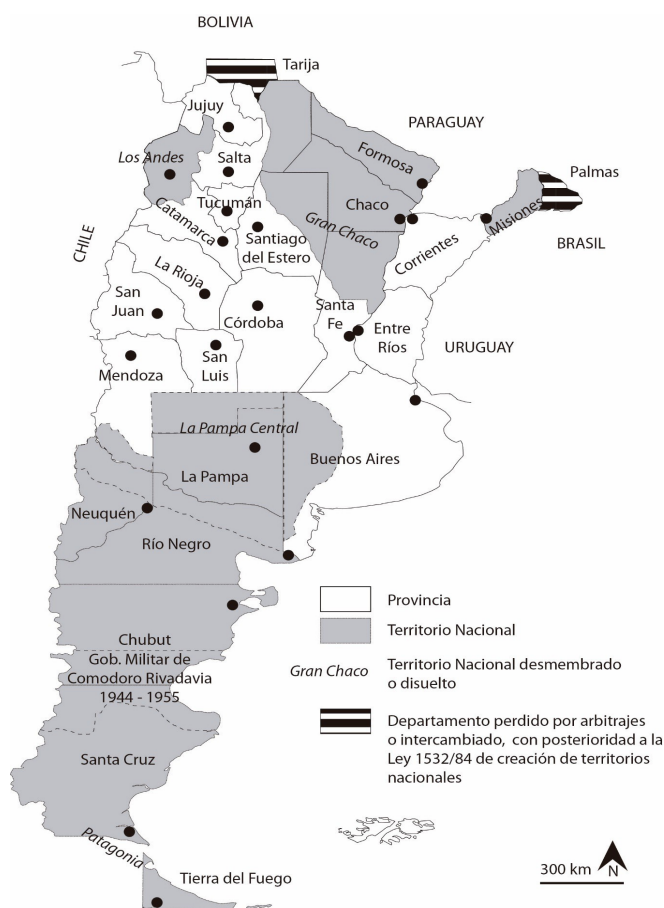 BOLIVIA
Tarija
Jujuy
PARAGUAY
Formosa
Los Andes
Salta
Palmas
Tucumán
Chaco
Misiones
Catamarca
Gran Chaco
Santiago
del Estero
Corrientes
BRASIL
CHILE
La Rioja
San
Juan
Córdoba
Santa
Fe
Entre
Ríos
URUGUAY
Mendoza
San
Luis
La Pampa Central
Buenos Aires
La Pampa
Neuquén
Río Negro
Provincia
Chubut
Territorio Nacional
Gob. Militar de
Comodoro Rivadavia
1944 - 1955
Gran Chaco
Territorio Nacional desmembrado
o disuelto
Departamento perdido por arbitrajes
o intercambiado, con posterioridad a la
Ley 1532/84 de creación de territorios
nacionales
Santa Cruz
Patagonia
Tierra del Fuego
300 km
N